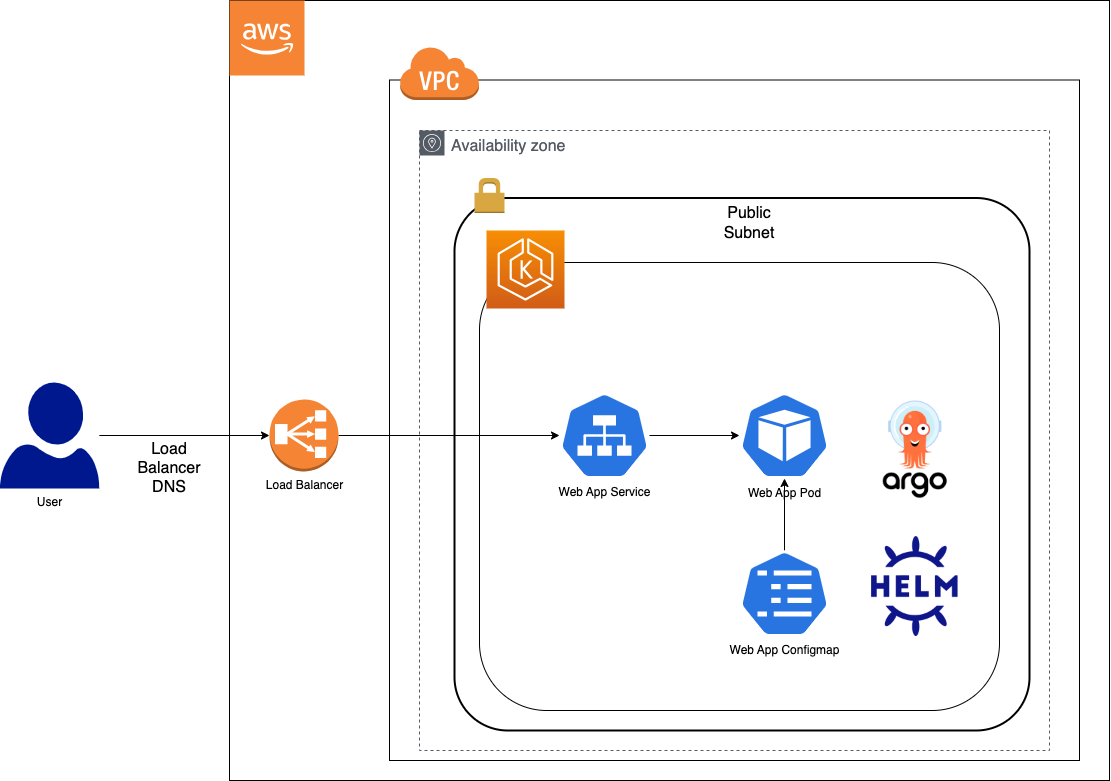 aws
VPC
Availability zone
Public
Subnet
K
Load
Balancer
DNS
User
Load Balancer
Web App Service
Web App Pod
argo
HELM
Web App Configmap